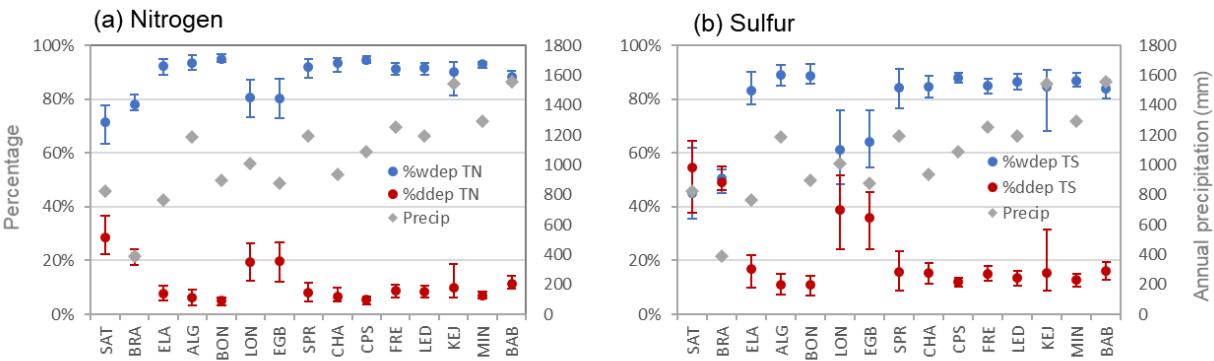 (a) Nitrogen
100%
80%
60%
40%
20%
0%
Percentage
1800
1600
1400
1200
1000
800
600
400
200
0
%wdep TN
%ddep TN
Precip
SAT BRA ELA ALG BON LON EGB SPR CHA CPS FRE LED KEJ MIN BAB
(b) Sulfur
100%
80%
60%
40%
20%
0%
1800
1600
1400
1200
1000
800
600
400
200
0
Annual precipitation (mm)
%wdep TS
%ddep TS
Precip
SAT BRA ELA ALG BON LON EGB SPR CHA CPS FRE LED KEJ MIN BAB